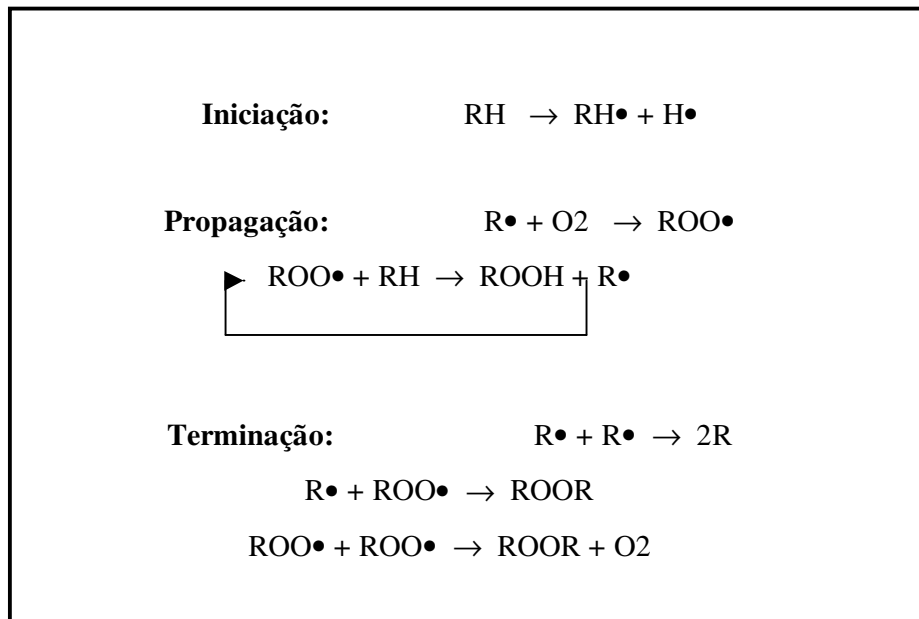 Iniciação: RH → RH● + H●
Propagação: R● + O2 → ROO●
ROO● + RH → ROOH + R●
Terminação: R● + R● → 2R
R● + ROO● → ROOR
ROO● + ROO● → ROOR + O2